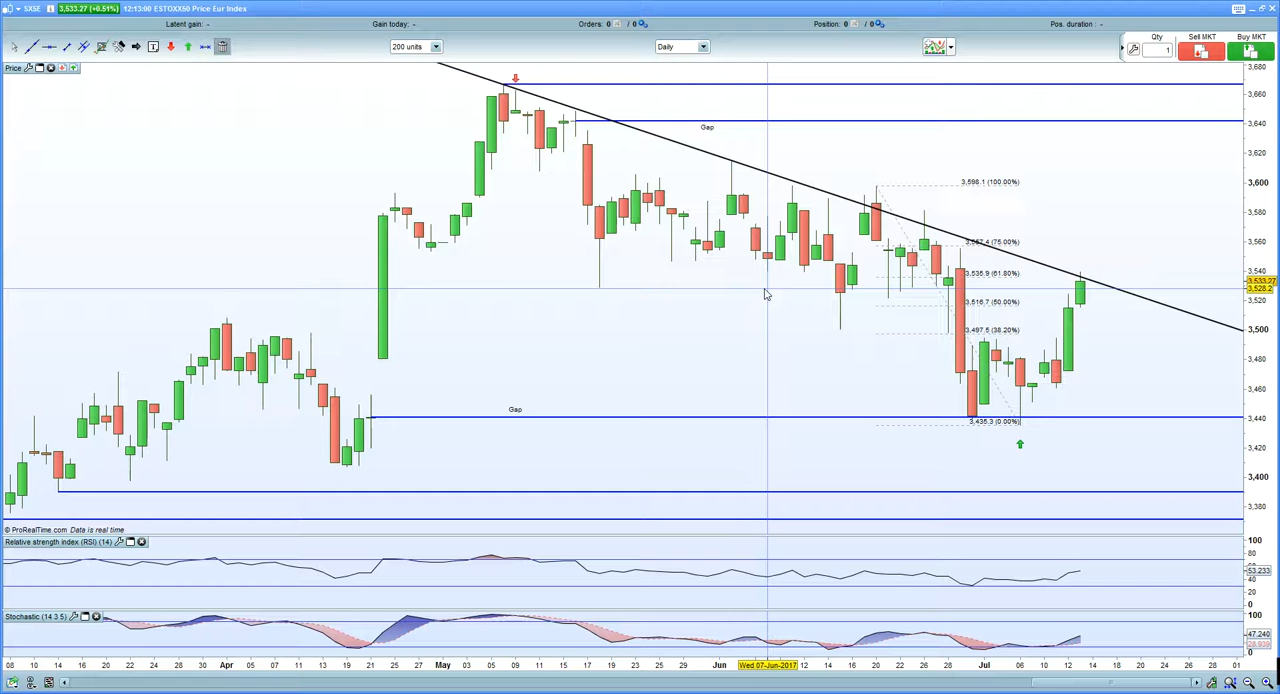 SX5E 3,533.27 (+0.51%) 12:13:00 ESTOXX50 Price Eur Index
Latent gain: - Gain today: - Orders: 0 / 0 Position: 0 / 0 Pos. duration : -
200 units Daily Qty Sell MKT Buy MKT
1
Price
3,680
3,660
3,640
Gap
3,620
3,598.1 (100.00%) 3,600
3,580
3,560
3,557.4 (75.00%)
3,540
3,535.9 (61.80%)
3,533.27
3,528.2
3,520
3,516.7 (50.00%)
3,497.5 (38.20%) 3,500
3,480
3,460
3,440
Gap
3,435.3 (0.00%) 3,420
3,400
3,380
© ProRealTime.com Data is real time
Relative strength index (RSI) (14) 100
80
53.233
40
20
0
Stochastic (14 3 5) 100
47.240
28.939
0
08 10 14 16 20 22 24 28 30 Apr 05 07 11 13 19 21 25 27 May 03 05 09 11 15 17 19 23 25 29 Jun Wed 07-Jun-2017 12 14 16 20 22 26 28 Jul 06 10 12 14 18 20 24 26 28 01